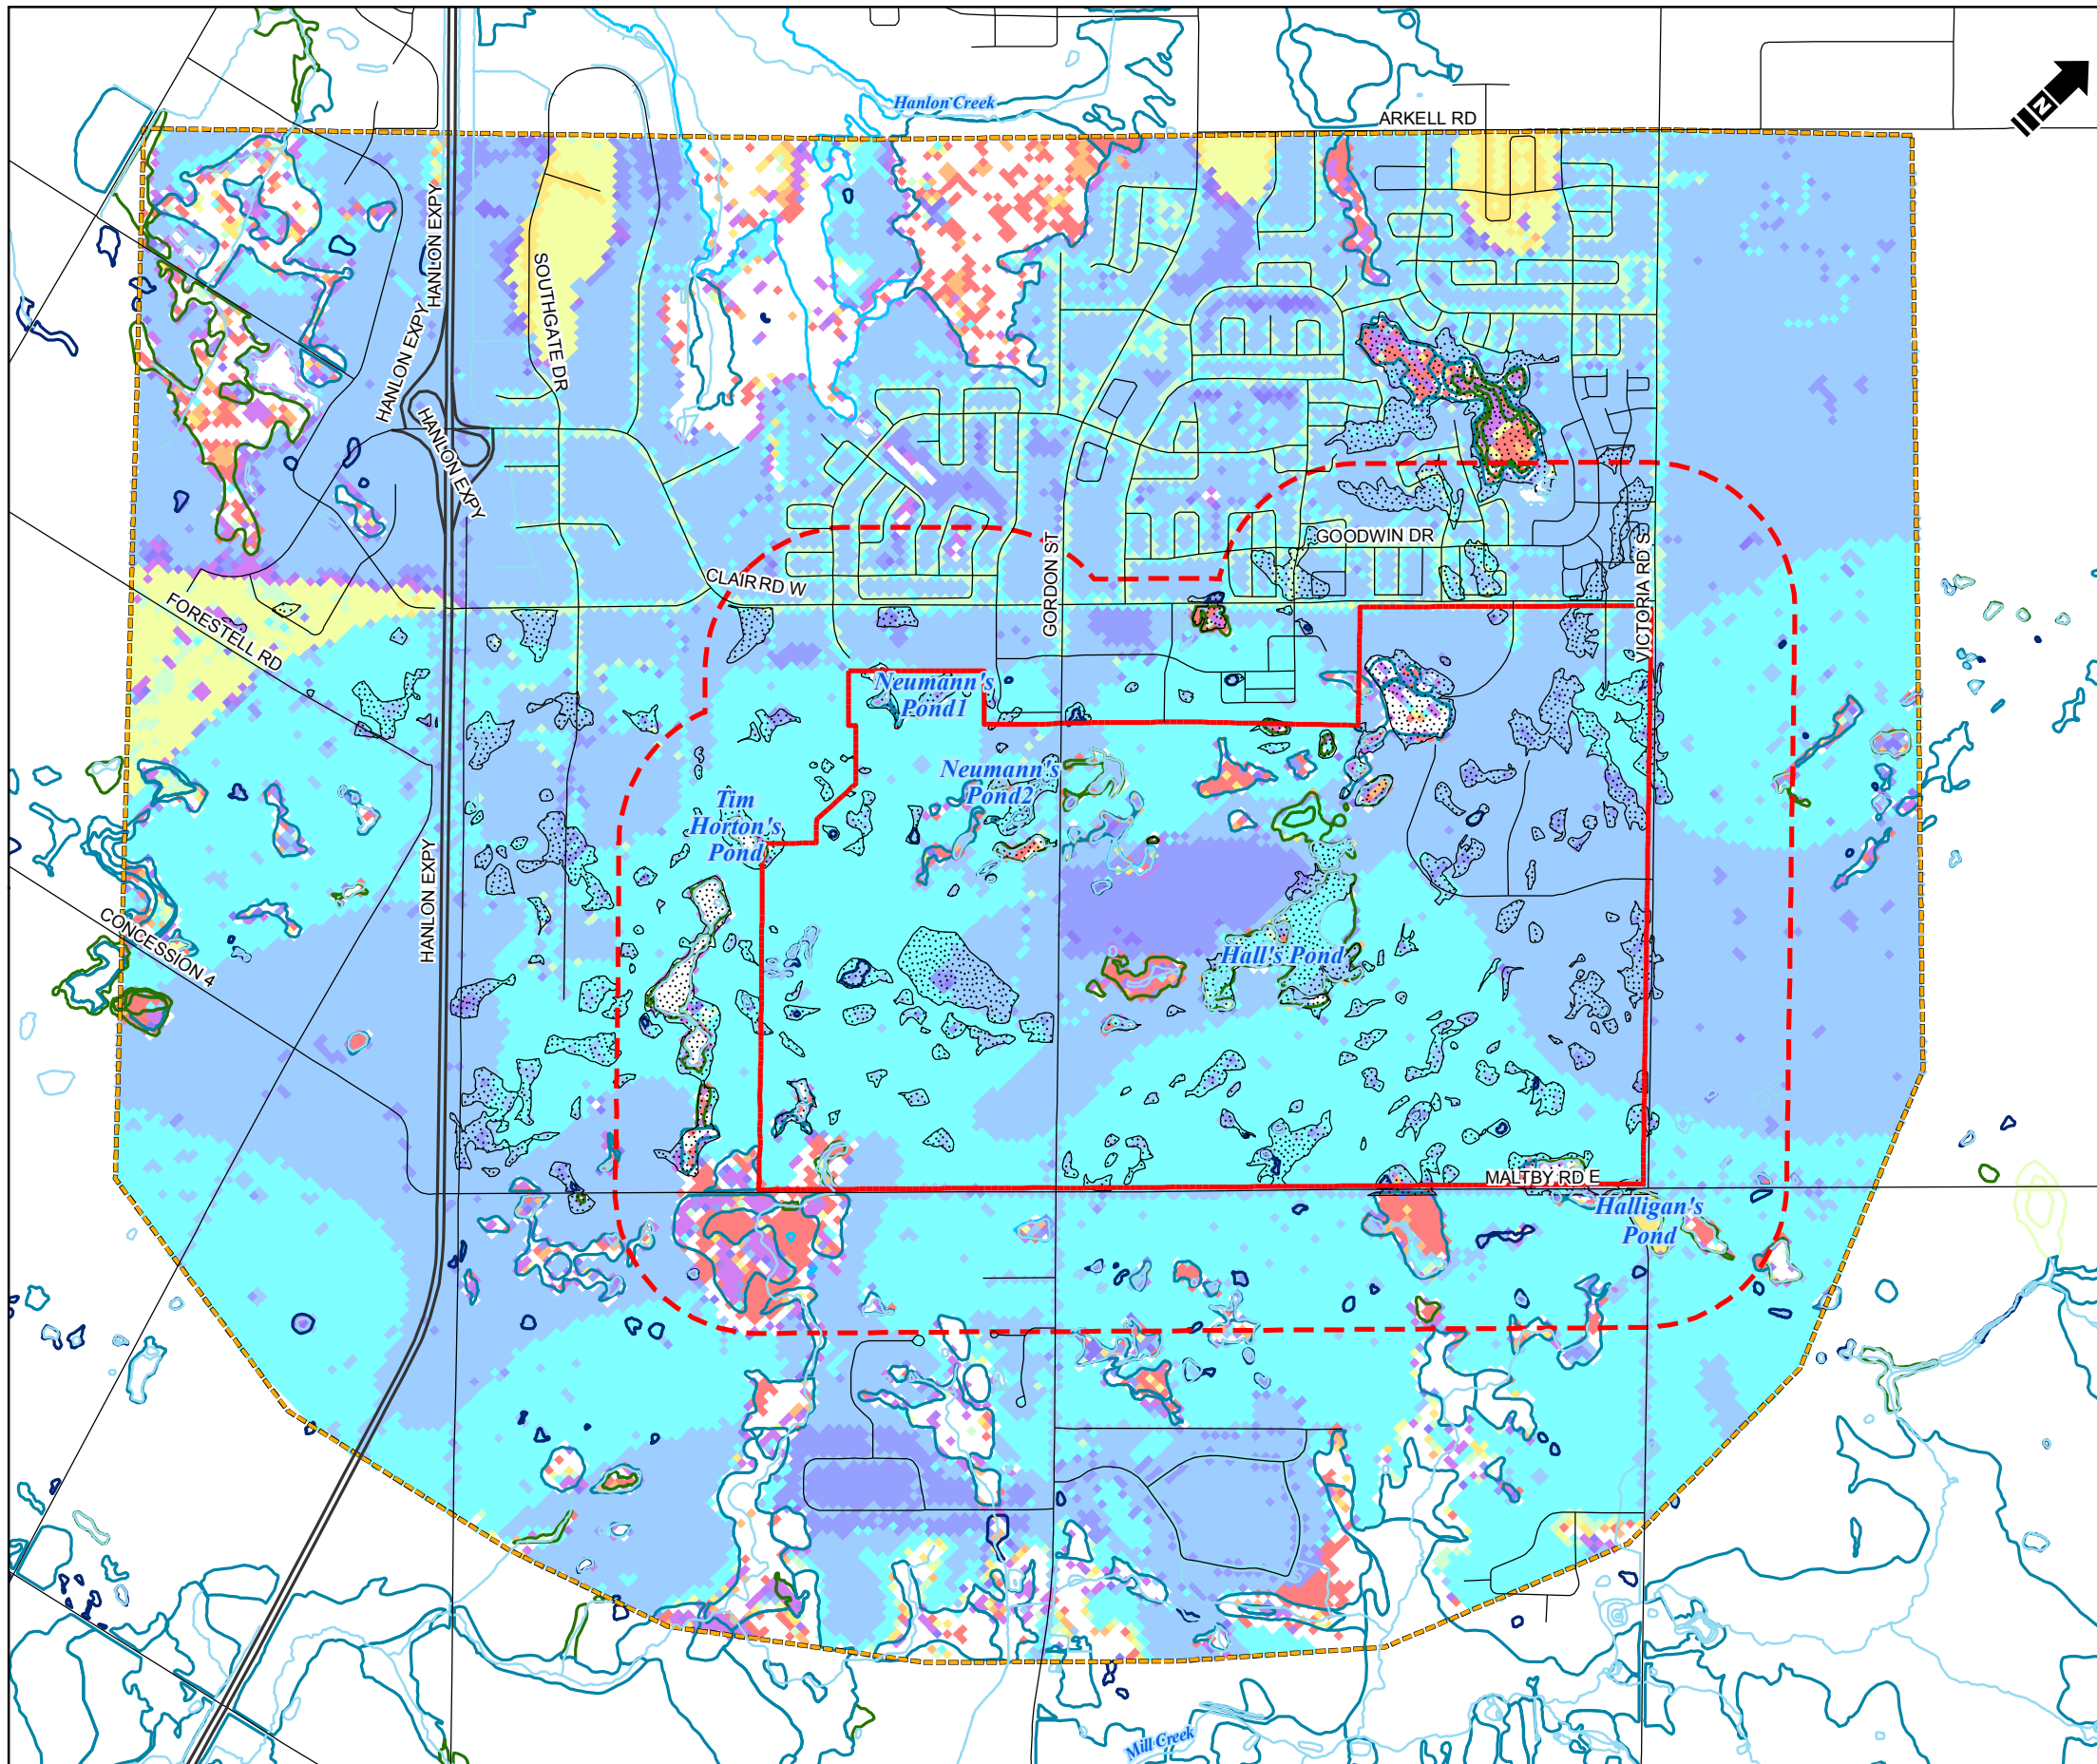 Hanlon Creek
ARKELL RD
N
HANLON EXPY
SOUTHGATE DR
HANLON EXPY
HANLON EXPY
GOODWIN DR
CLAIR RD W
GORDON ST
VICTORIA RD S
FORESTELL RD
Neumann's
Pond1
Neumann's
Pond2
Tim
Horton's
Pond
HANLON EXPY
CONCESSION 4
Hall's Pond
MALTBY RD E
Halligan's
Pond
Mill Creek